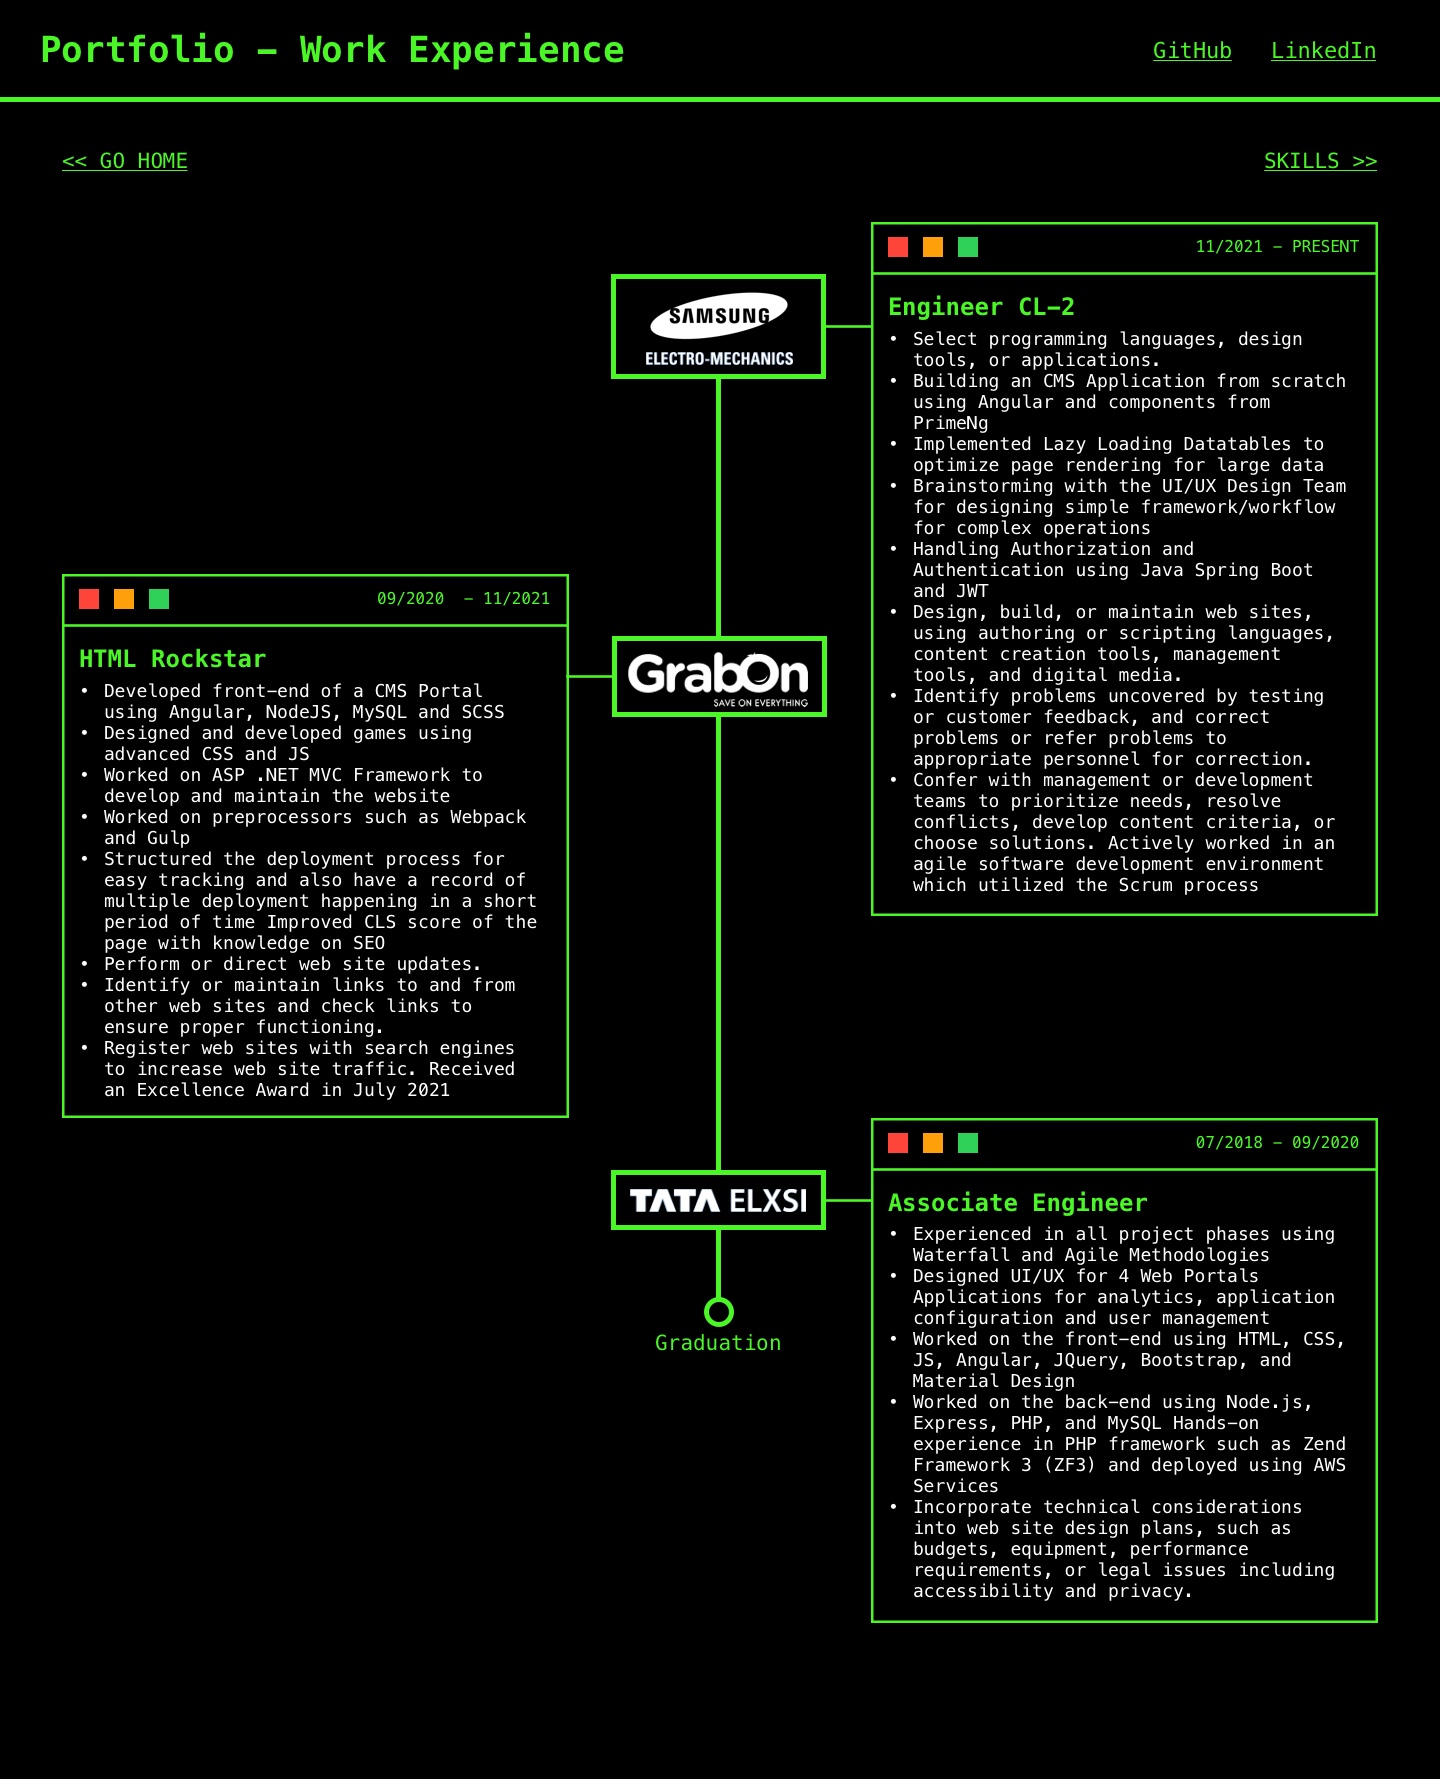 Portfolio – Work Experience
GitHub LinkedIn
<< GO HOME
SKILLS >>
SAMSUNG
ELECTRO-MECHANICS
11/2021 – PRESENT
Engineer CL–2
• Select programming languages, design
tools, or applications.
• Building an CMS Application from scratch
using Angular and components from
PrimeNg
• Implemented Lazy Loading Datatables to
optimize page rendering for large data
• Brainstorming with the UI/UX Design Team
for designing simple framework/workflow
for complex operations
• Handling Authorization and
Authentication using Java Spring Boot
and JWT
• Design, build, or maintain web sites,
using authoring or scripting languages,
content creation tools, management
tools, and digital media.
• Identify problems uncovered by testing
or customer feedback, and correct
problems or refer problems to
appropriate personnel for correction.
• Confer with management or development
teams to prioritize needs, resolve
conflicts, develop content criteria, or
choose solutions. Actively worked in an
agile software development environment
which utilized the Scrum process
GrabOn
SAVE ON EVERYTHING
09/2020 – 11/2021
HTML Rockstar
• Developed front–end of a CMS Portal
using Angular, NodeJS, MySQL and SCSS
• Designed and developed games using
advanced CSS and JS
• Worked on ASP .NET MVC Framework to
develop and maintain the website
• Worked on preprocessors such as Webpack
and Gulp
• Structured the deployment process for
easy tracking and also have a record of
multiple deployment happening in a short
period of time Improved CLS score of the
page with knowledge on SEO
• Perform or direct web site updates.
• Identify or maintain links to and from
other web sites and check links to
ensure proper functioning.
• Register web sites with search engines
to increase web site traffic. Received
an Excellence Award in July 2021
TATA ELXSI
07/2018 – 09/2020
Associate Engineer
• Experienced in all project phases using
Waterfall and Agile Methodologies
• Designed UI/UX for 4 Web Portals
Applications for analytics, application
configuration and user management
• Worked on the front–end using HTML, CSS,
JS, Angular, JQuery, Bootstrap, and
Material Design
• Worked on the back–end using Node.js,
Express, PHP, and MySQL Hands–on
experience in PHP framework such as Zend
Framework 3 (ZF3) and deployed using AWS
Services
• Incorporate technical considerations
into web site design plans, such as
budgets, equipment, performance
requirements, or legal issues including
accessibility and privacy.
Graduation